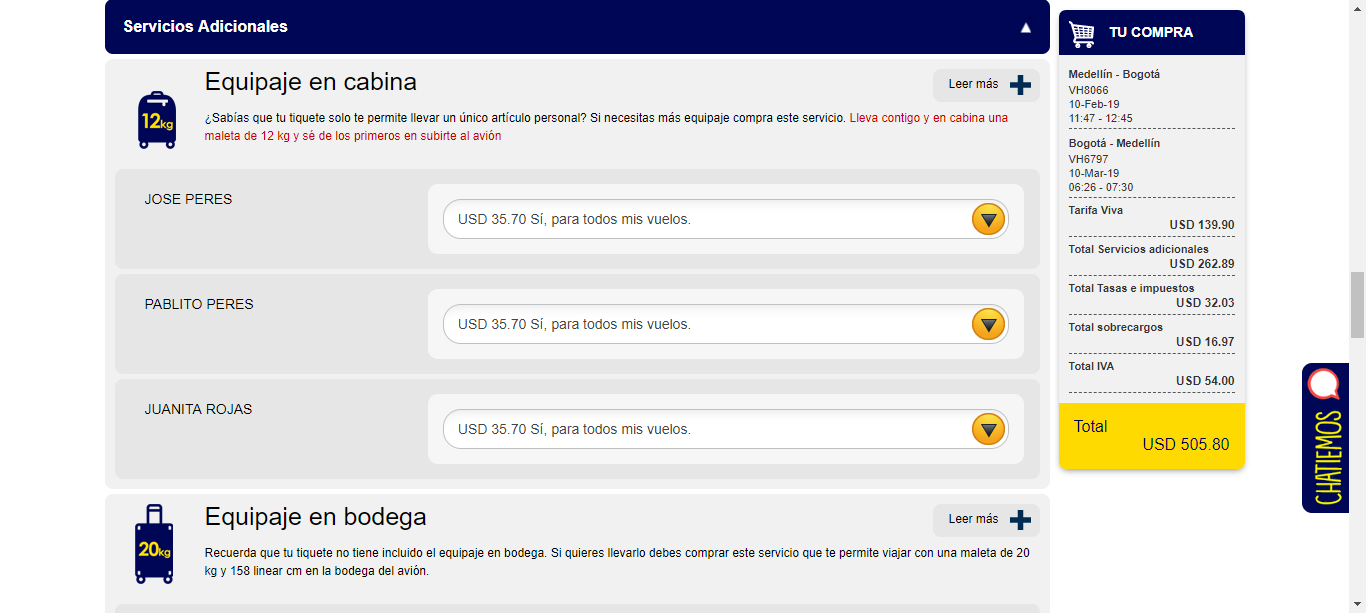 Servicios Adicionales
▲
Equipaje en cabina
Leer más
12kg
¿Sabías que tu tiquete solo te permite llevar un único artículo personal? Si necesitas más equipaje compra este servicio. Lleva contigo y en cabina una
maleta de 12 kg y sé de los primeros en subirte al avión
JOSE PERES
USD 35.70 Sí, para todos mis vuelos.
PABLITO PERES
USD 35.70 Sí, para todos mis vuelos.
JUANITA ROJAS
USD 35.70 Sí, para todos mis vuelos.
Equipaje en bodega
Leer más
20kg
Recuerda que tu tiquete no tiene incluido el equipaje en bodega. Si quieres llevarlo debes comprar este servicio que te permite viajar con una maleta de 20
kg y 158 linear cm en la bodega del avión.
TU COMPRA
Medellín - Bogotá
VH8066
10-Feb-19
11:47 - 12:45
Bogotá - Medellín
VH6797
10-Mar-19
06:26 - 07:30
Tarifa Viva
USD 139.90
Total Servicios adicionales
USD 262.89
Total Tasas e impuestos
USD 32.03
Total sobrecargos
USD 16.97
Total IVA
USD 54.00
Total
USD 505.80
CHATIEMOS